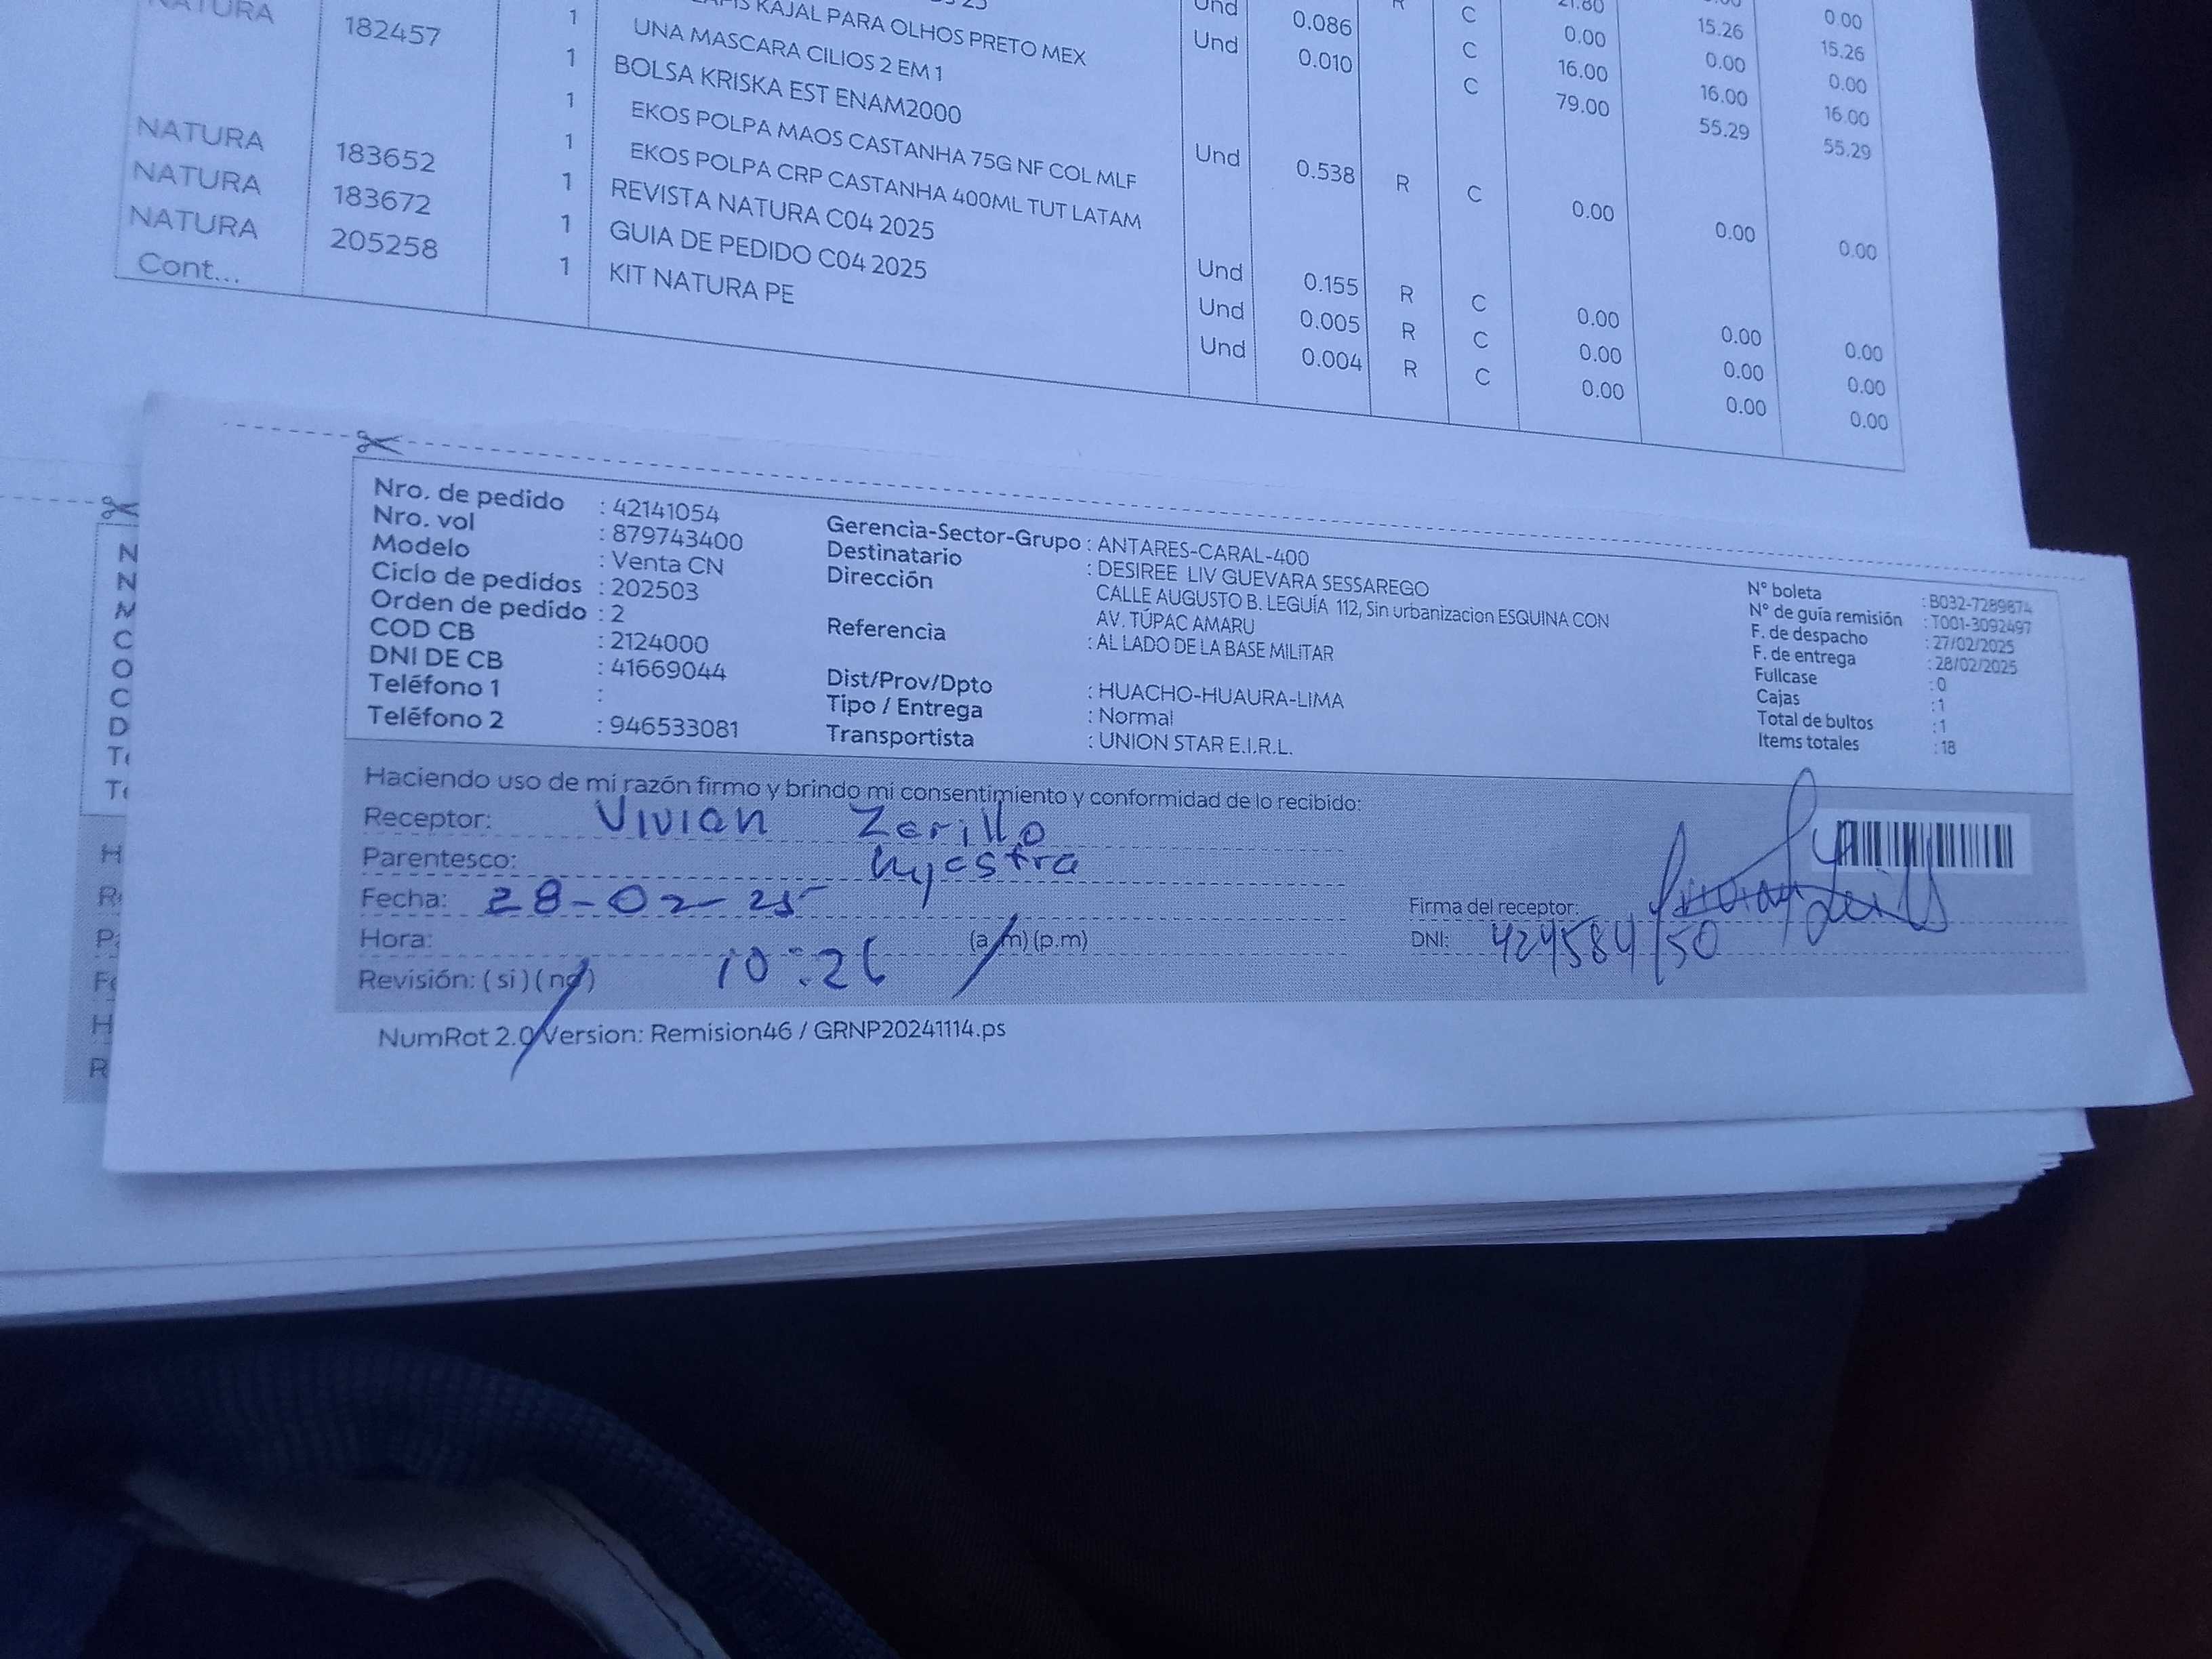 NATURA 182457 1 KAJAL PARA OLHOS PRETO MEX Und 0.086 R C 21.80 15.26 15.26
1 UNA MASCARA CILIOS 2 EM 1 Und 0.010 C 0.00 0.00 0.00
1 BOLSA KRISKA EST ENAM2000 C 16.00 16.00 16.00
1 EKOS POLPA MAOS CASTANHA 75G NF COL MLF 79.00 55.29 55.29
NATURA 183652 1 EKOS POLPA CRP CASTANHA 400ML TUT LATAM Und 0.538 R C 0.00 0.00 0.00
NATURA 183672 1 REVISTA NATURA C04 2025 Und 0.155 R C 0.00 0.00 0.00
NATURA 205258 1 GUIA DE PEDIDO C04 2025 Und 0.005 R C 0.00 0.00 0.00
Cont... 1 KIT NATURA PE Und 0.004 R C 0.00 0.00 0.00
Nro. de pedido : 42141054
Nro. vol : 879743400
Modelo : Venta CN
Ciclo de pedidos : 202503
Orden de pedido : 2
COD CB : 2124000
DNI DE CB : 41669044
Teléfono 1 :
Teléfono 2 : 946533081
Gerencia-Sector-Grupo : ANTARES-CARAL-400
Destinatario : DESIREE LIV GUEVARA SESSAREGO
Dirección CALLE AUGUSTO B. LEGUÍA 112, Sin urbanizacion ESQUINA CON
AV. TÚPAC AMARU
Referencia : AL LADO DE LA BASE MILITAR
Dist/Prov/Dpto : HUACHO-HUAURA-LIMA
Tipo / Entrega : Normal
Transportista : UNION STAR E.I.R.L.
N° boleta : B032-7289874
N° de guía remisión : T001-3092497
F. de despacho : 27/02/2025
F. de entrega : 28/02/2025
Fullcase : 0
Cajas : 1
Total de bultos : 1
Items totales : 18
Haciendo uso de mi razón firmo y brindo mi consentimiento y conformidad de lo recibido:
Receptor: Vivian Zerillo
Parentesco:
Fecha: 28-02-25
Hora: 10:26 (a.m) (p.m)
Revisión: ( si ) ( no )
Firma del receptor:
DNI:
NumRot 2.0 Version: Remision46 / GRNP20241114.ps
N
N
M
C
O
C
D
T
T
H
R
P
F
H
R